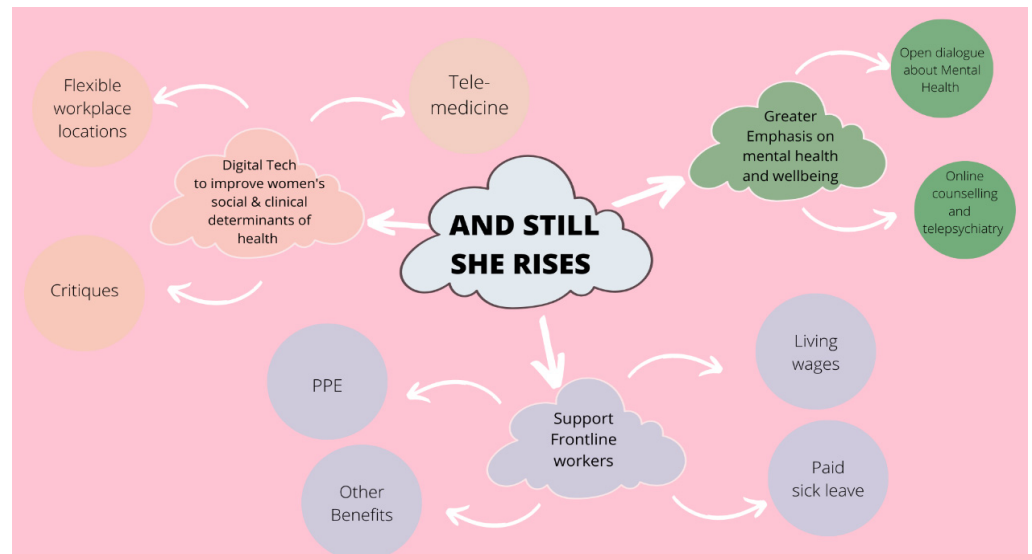 Flexible
workplace
locations
Tele-
medicine
Digital Tech
to improve women's
social & clinical
determinants of
health
Critiques
AND STILL
SHE RISES
Greater
Emphasis on
mental health
and wellbeing
Open dialogue
about Mental
Health
Online
counselling
and
telepsychiatry
Support
Frontline
workers
PPE
Other
Benefits
Living
wages
Paid
sick leave